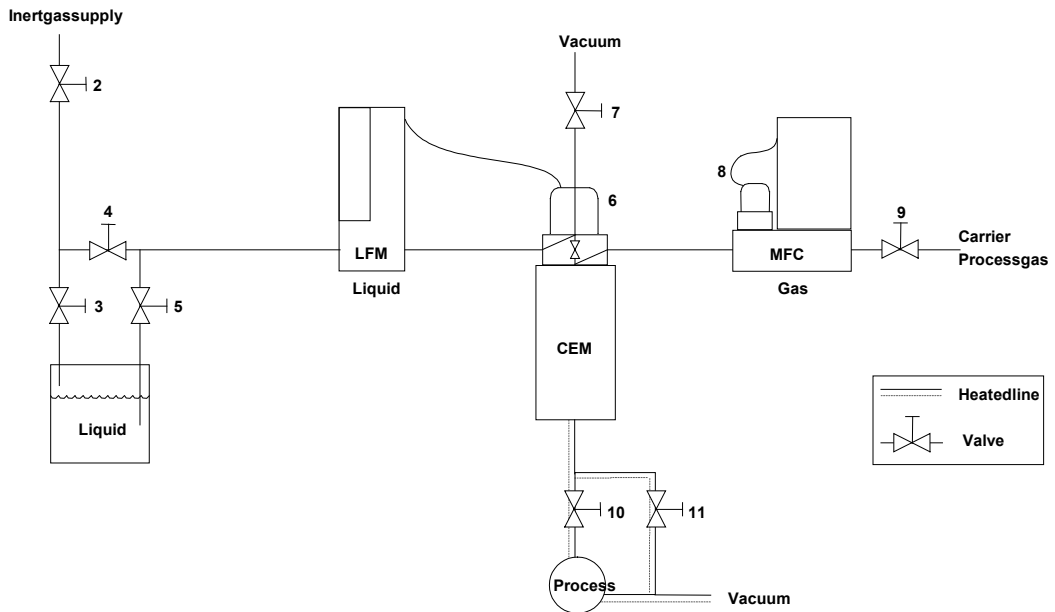 Inertgassupply
Vacuum
2
7
8
4
6
9
LFM
MFC
Carrier
Processgas
Liquid
Gas
3
5
CEM
Heatedline
Liquid
Valve
10
11
Process
Vacuum